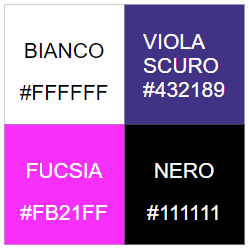 BIANCO
#FFFFFF
VIOLA
SCURO
#432189
FUCSIA
#FB21FF
NERO
#111111